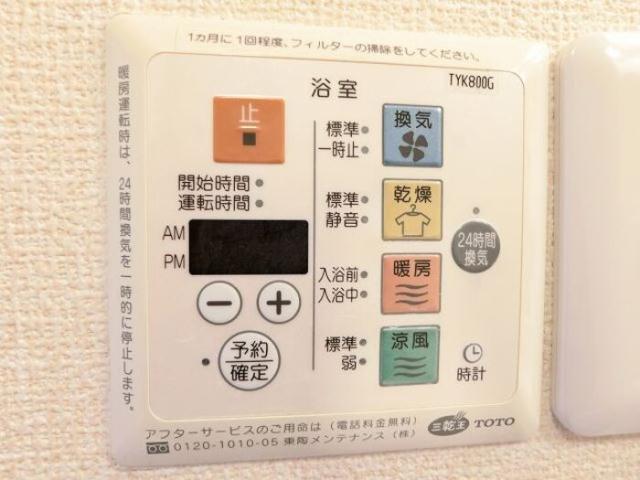 1カ月に1回程度、フィルターの掃除をしてください。
TYK800G
浴室
暖房運転時は、24時間換気を一時的に停止します。
止
開始時間
運転時間
AM
PM
予約
確定
標準
一時止
換気
標準
静音
乾燥
入浴前
入浴中
暖房
標準
弱
涼風
24時間
換気
時計
アフターサービスのご用命は（電話料金無料）
0120-1010-05 東陶メンテナンス（株）
三乾王 TOTO